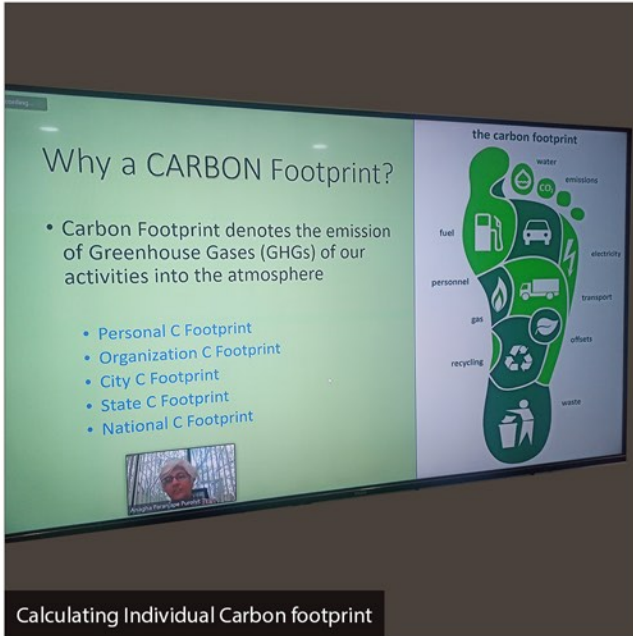 Why a CARBON Footprint?
• Carbon Footprint denotes the emission
of Greenhouse Gases (GHGs) of our
activities into the atmosphere
• Personal C Footprint
• Organization C Footprint
• City C Footprint
• State C Footprint
• National C Footprint
the carbon footprint
water
CO₂
emissions
fuel
electricity
personnel
transport
gas
offsets
recycling
waste
Calculating Individual Carbon footprint